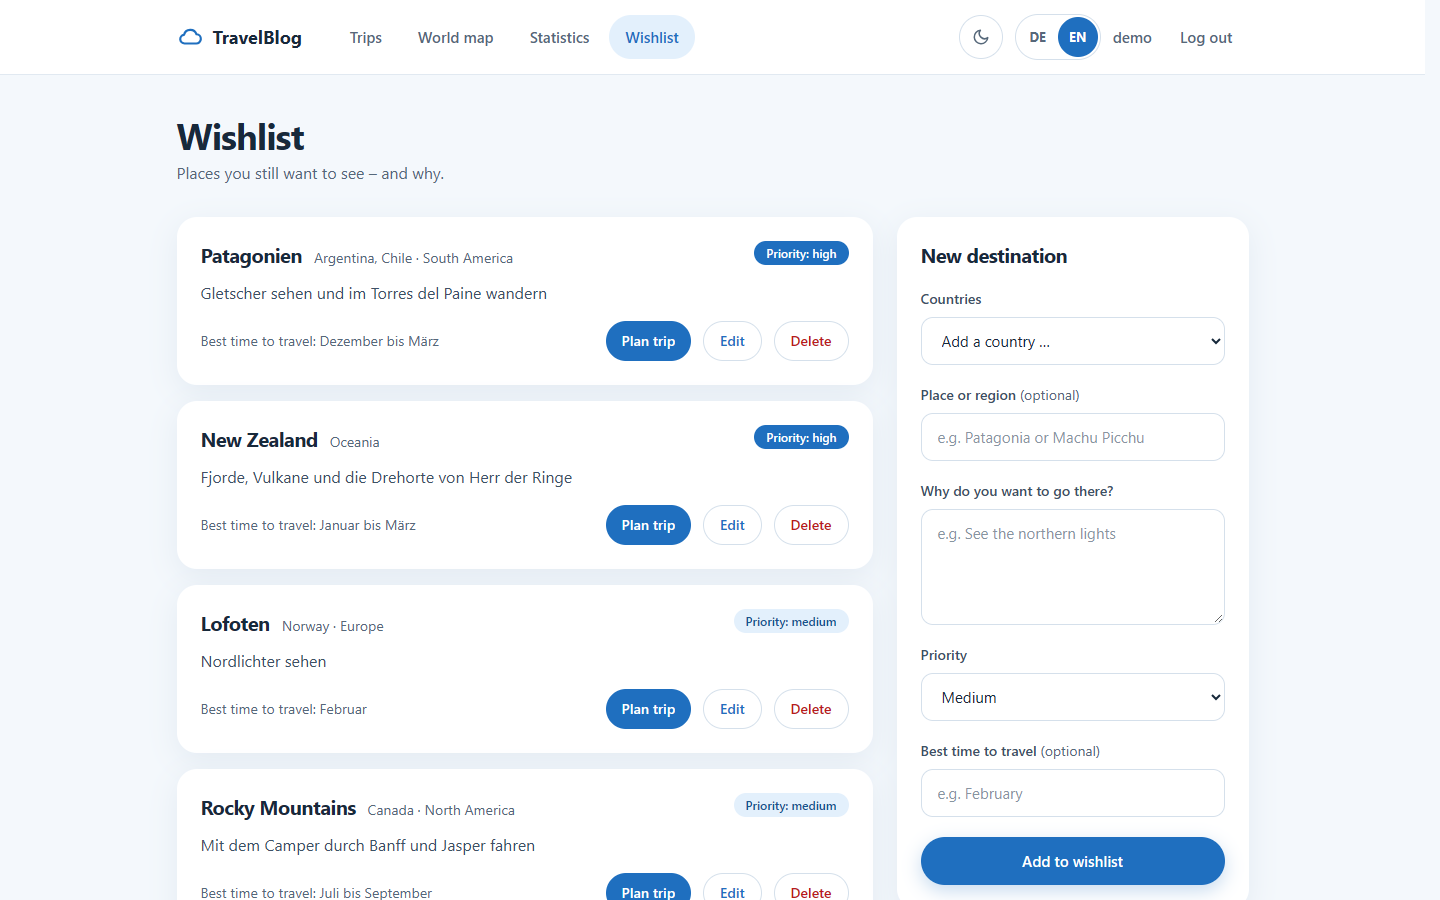 TravelBlog Trips World map Statistics Wishlist DE EN demo Log out
Wishlist
Places you still want to see – and why.
Patagonien Argentina, Chile · South America Priority: high
Gletscher sehen und im Torres del Paine wandern
Best time to travel: Dezember bis März Plan trip Edit Delete
New Zealand Oceania Priority: high
Fjorde, Vulkane und die Drehorte von Herr der Ringe
Best time to travel: Januar bis März Plan trip Edit Delete
Lofoten Norway · Europe Priority: medium
Nordlichter sehen
Best time to travel: Februar Plan trip Edit Delete
Rocky Mountains Canada · North America Priority: medium
Mit dem Camper durch Banff und Jasper fahren
Best time to travel: Juli bis September Plan trip Edit Delete
New destination
Countries
Add a country ...
Place or region (optional)
e.g. Patagonia or Machu Picchu
Why do you want to go there?
e.g. See the northern lights
Priority
Medium
Best time to travel (optional)
e.g. February
Add to wishlist